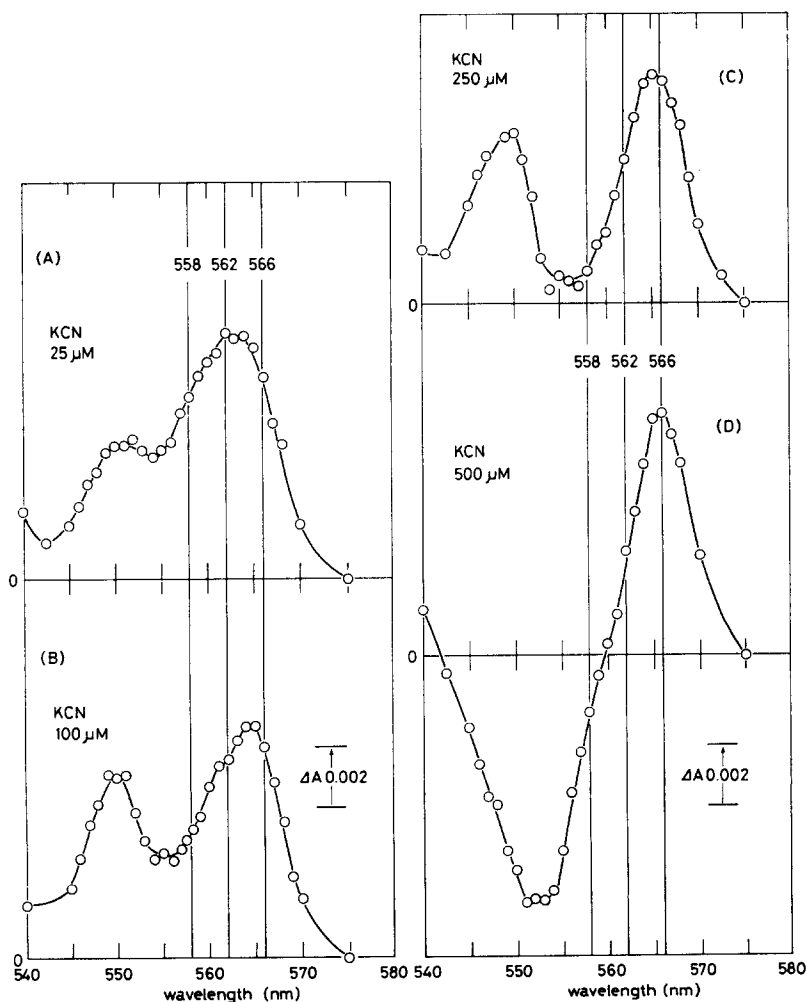 (A)
558 562 566
KCN
25 µM
0
(B)
KCN
100 µM
ΔA 0.002
0
540 550 560 570 580
wavelength (nm)
KCN
250 µM
(C)
0
558 562 566
KCN
500 µM
(D)
0
ΔA 0.002
540 550 560 570 580
wavelength (nm)